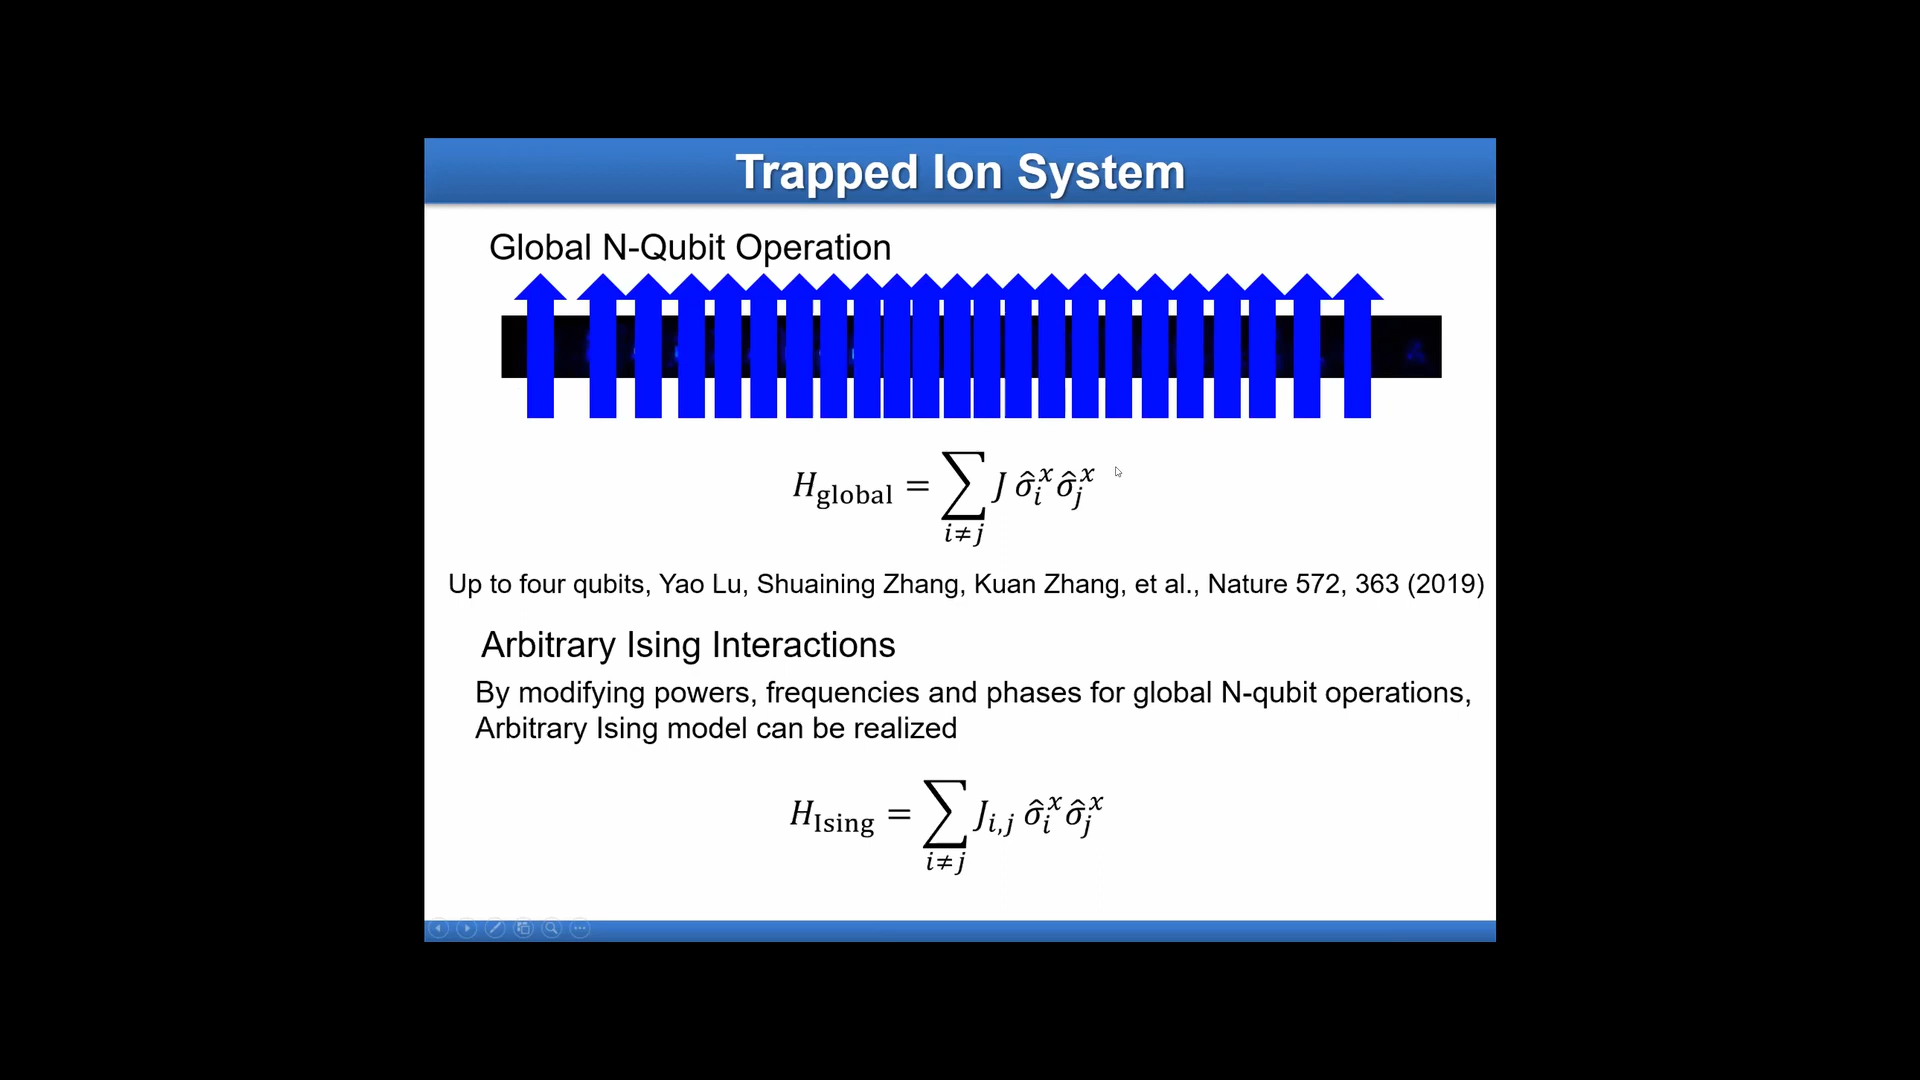 Trapped Ion System
Global N-Qubit Operation
H_global = ∑_{i≠j} J σ̂_i^x σ̂_j^x
Up to four qubits, Yao Lu, Shuaining Zhang, Kuan Zhang, et al., Nature 572, 363 (2019)
Arbitrary Ising Interactions
By modifying powers, frequencies and phases for global N-qubit operations,
Arbitrary Ising model can be realized
H_Ising = ∑_{i≠j} J_{i,j} σ̂_i^x σ̂_j^x